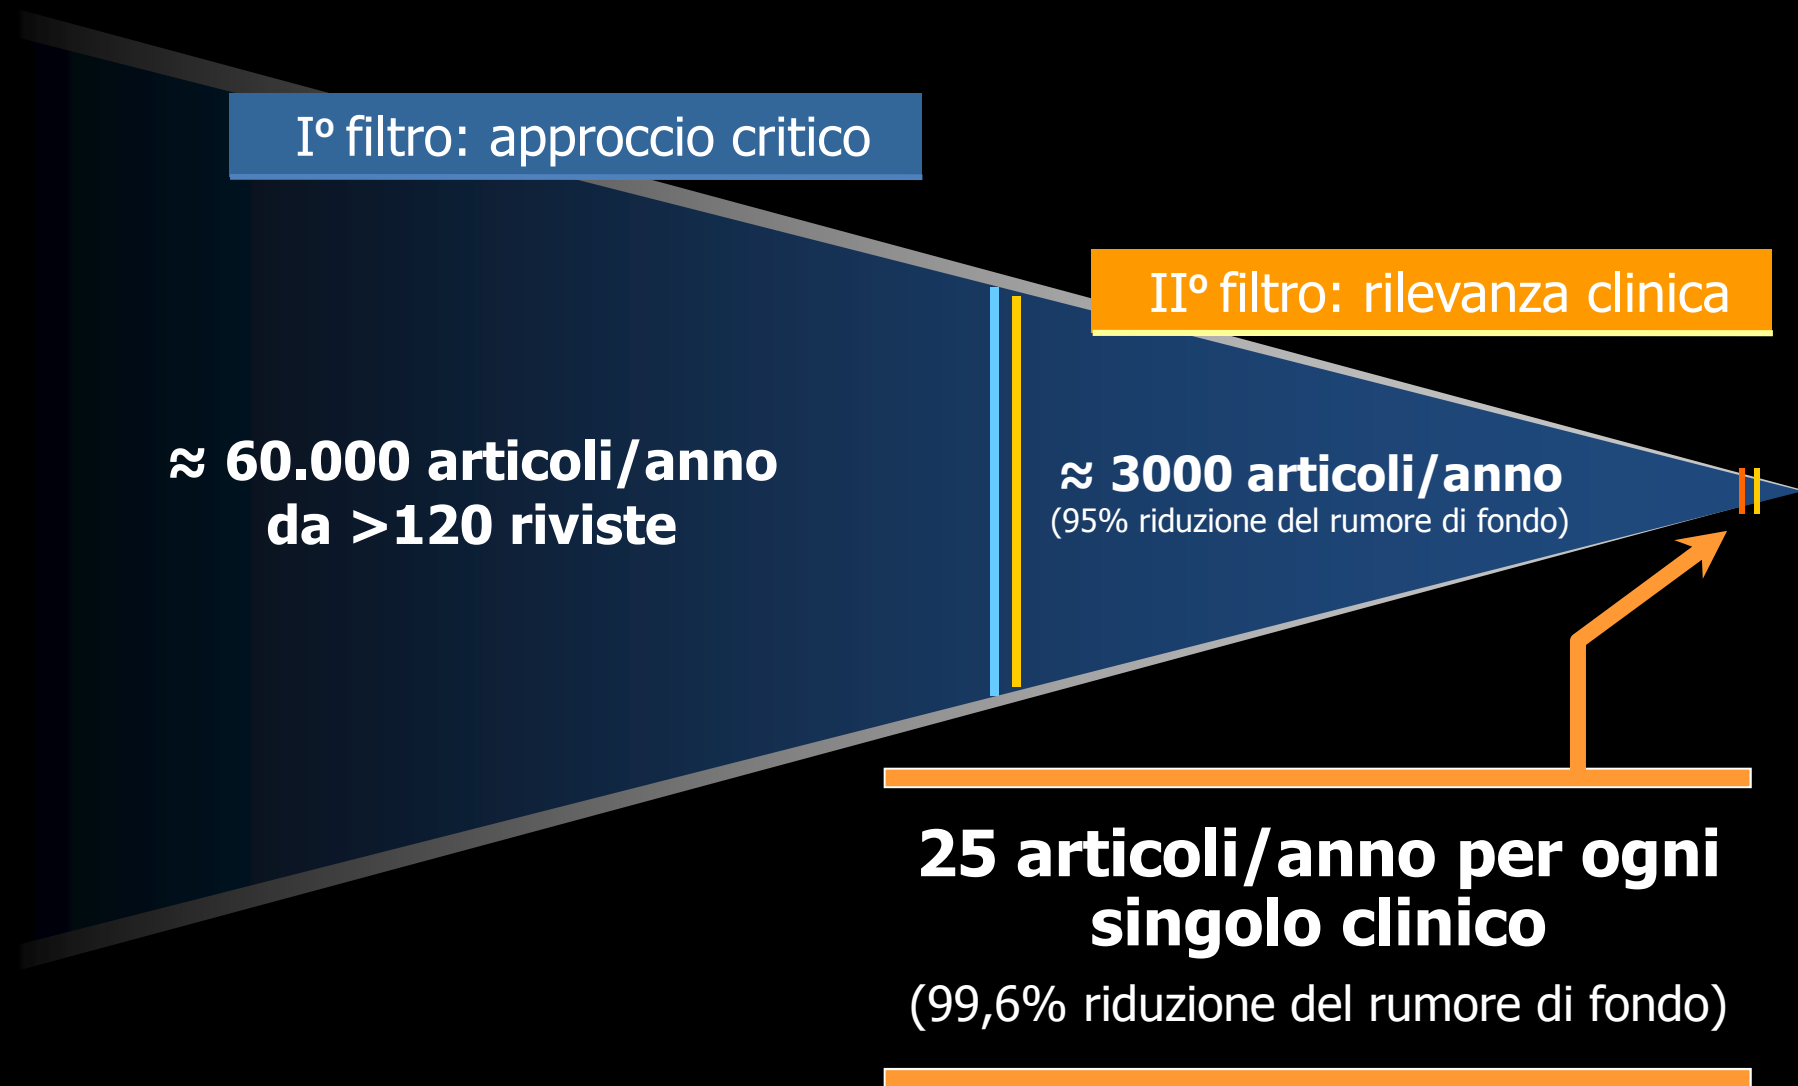 Iº filtro: approccio critico
IIº filtro: rilevanza clinica
≈ 60.000 articoli/anno
da >120 riviste
≈ 3000 articoli/anno
(95% riduzione del rumore di fondo)
25 articoli/anno per ogni
singolo clinico
(99,6% riduzione del rumore di fondo)